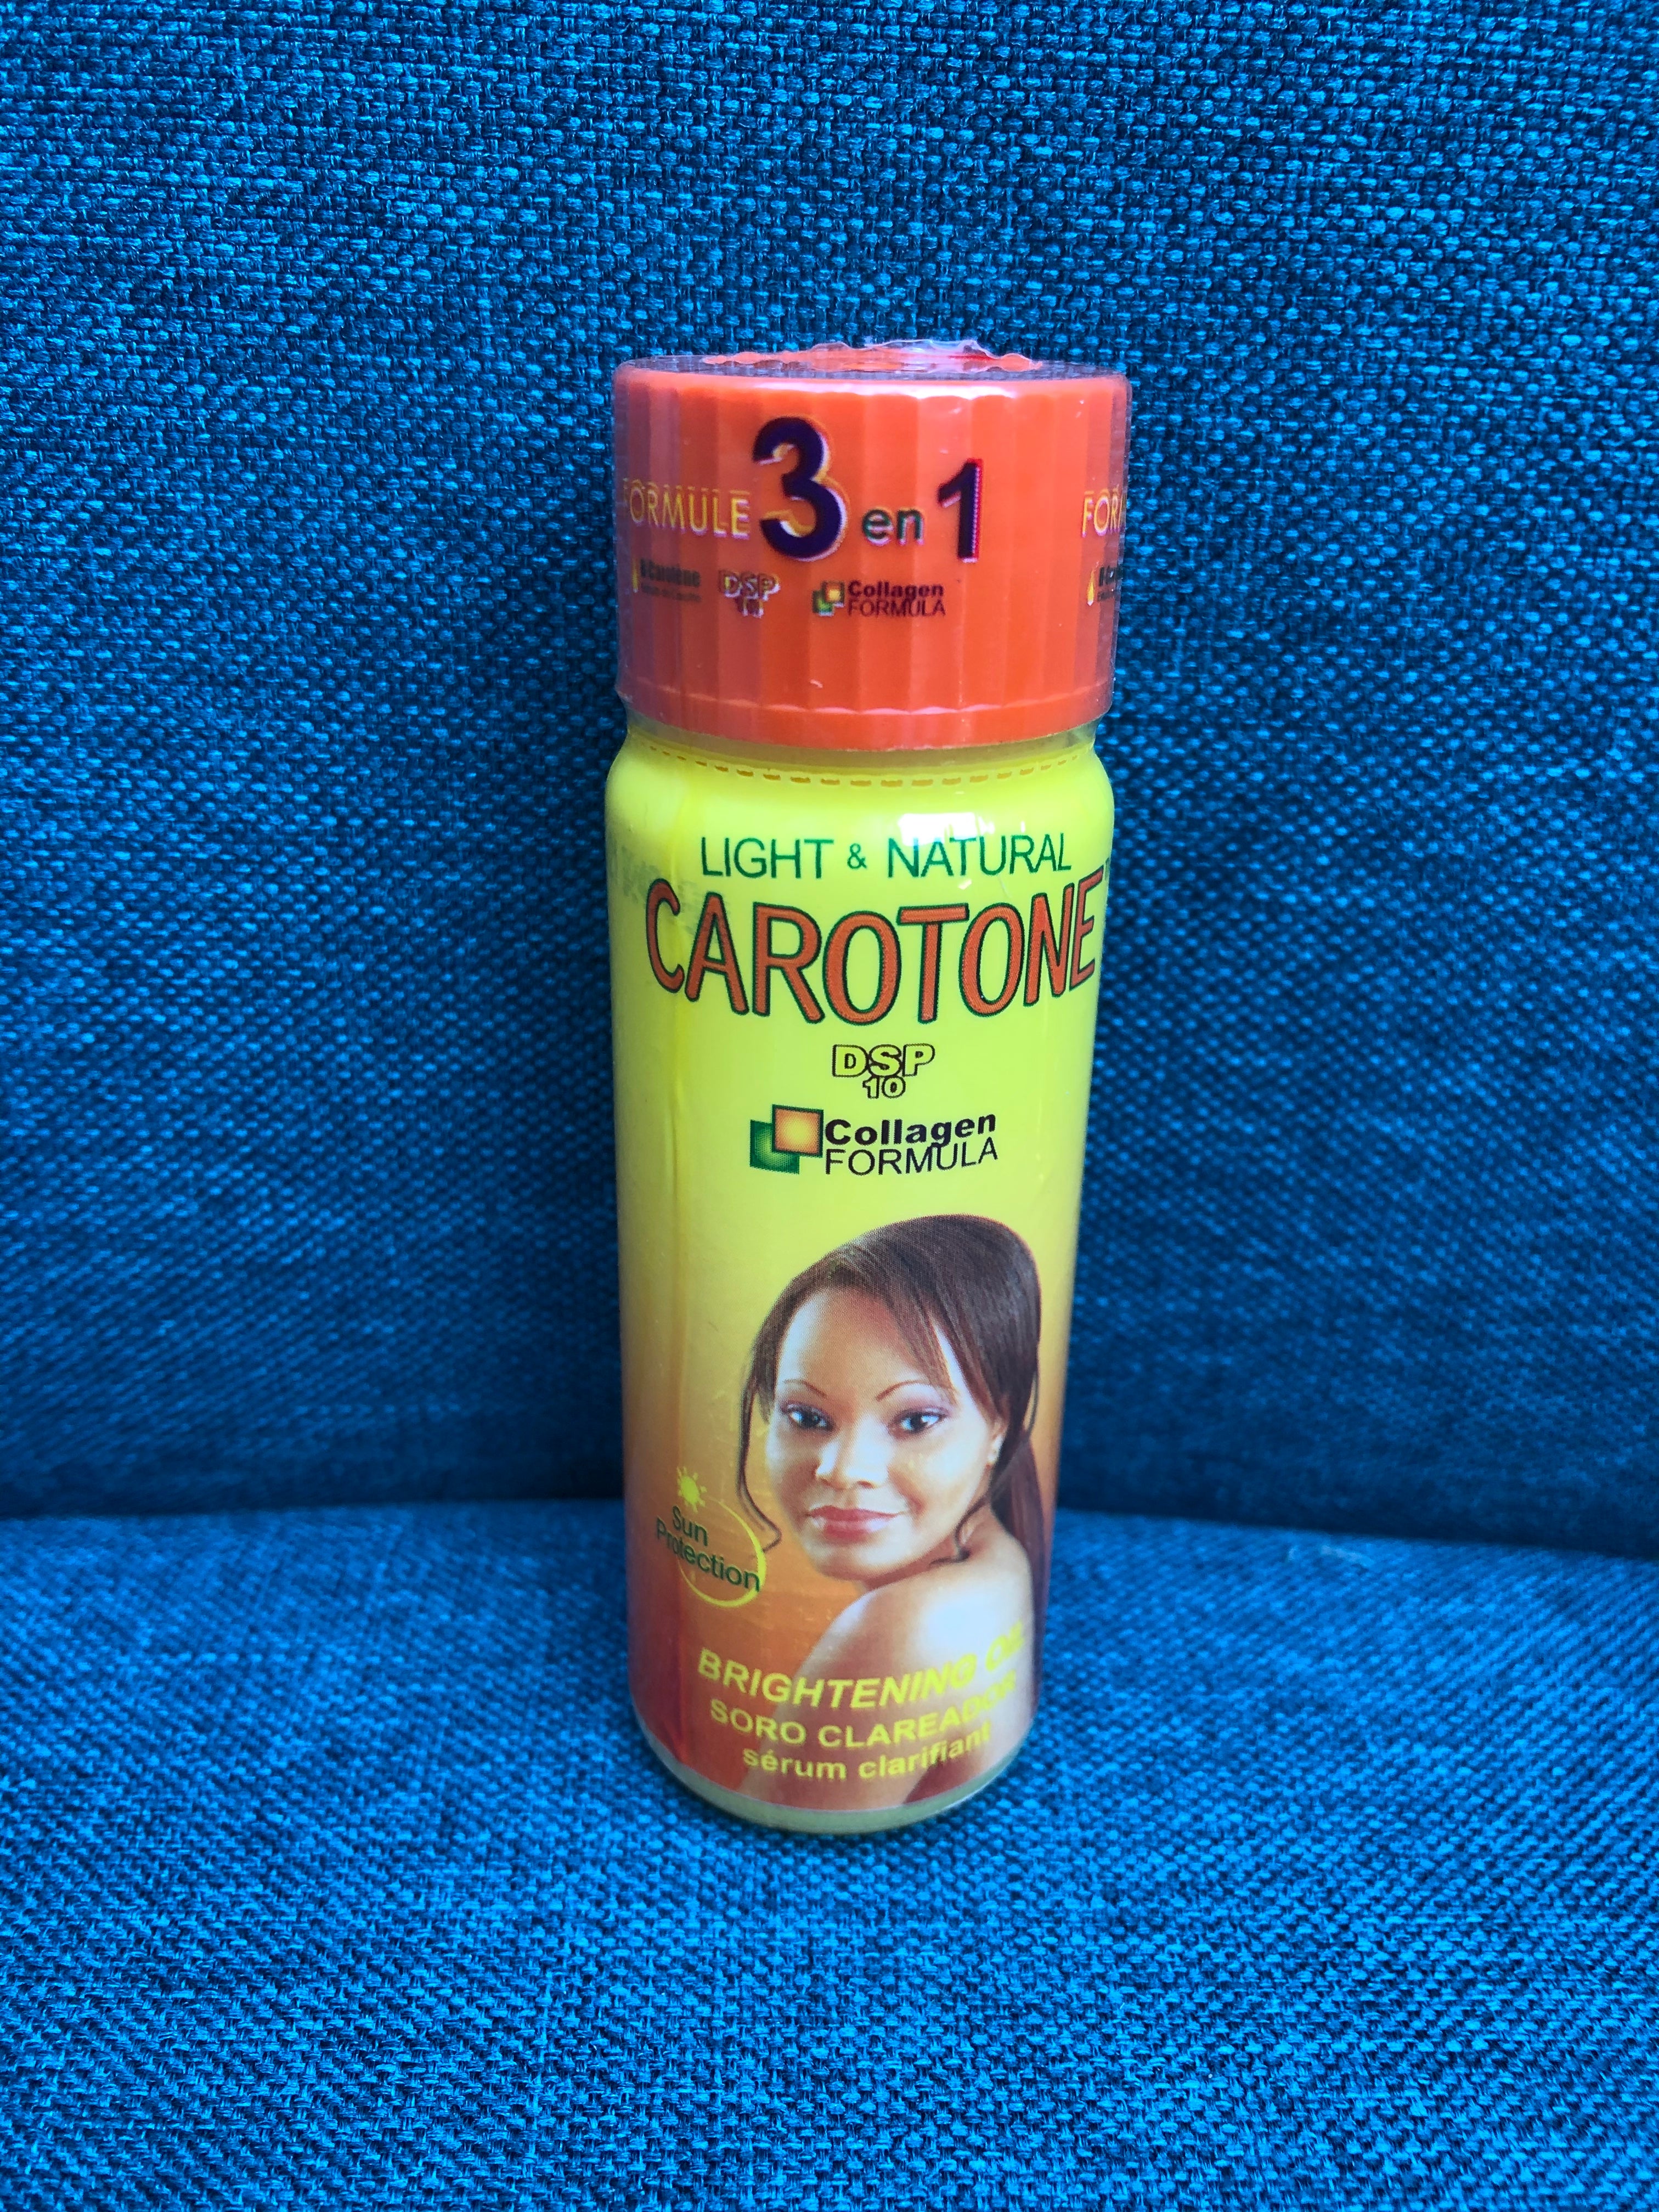 FORMULE 3 en 1
DSP
10
Collagen
FORMULA
LIGHT & NATURAL
CAROTONE
DSP
10
Collagen
FORMULA
Sun
Protection
BRIGHTENING OIL
SORO CLAREADOR
sérum clarifiant